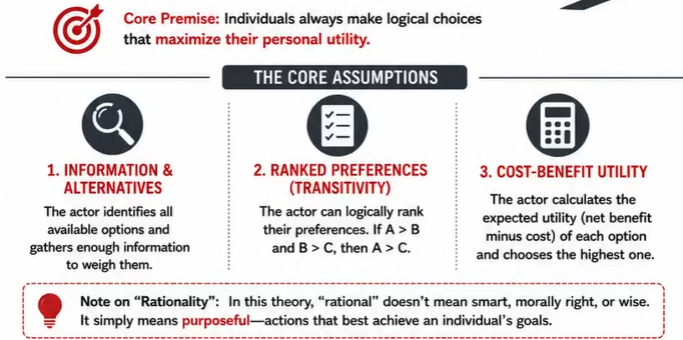 Core Premise: Individuals always make logical choices
that maximize their personal utility.
THE CORE ASSUMPTIONS
1. INFORMATION &
ALTERNATIVES
The actor identifies all
available options and
gathers enough information
to weigh them.
2. RANKED PREFERENCES
(TRANSITIVITY)
The actor can logically rank
their preferences. If A > B
and B > C, then A > C.
3. COST-BENEFIT UTILITY
The actor calculates the
expected utility (net benefit
minus cost) of each option
and chooses the highest one.
Note on “Rationality”: In this theory, “rational” doesn’t mean smart, morally right, or wise.
It simply means purposeful—actions that best achieve an individual’s goals.